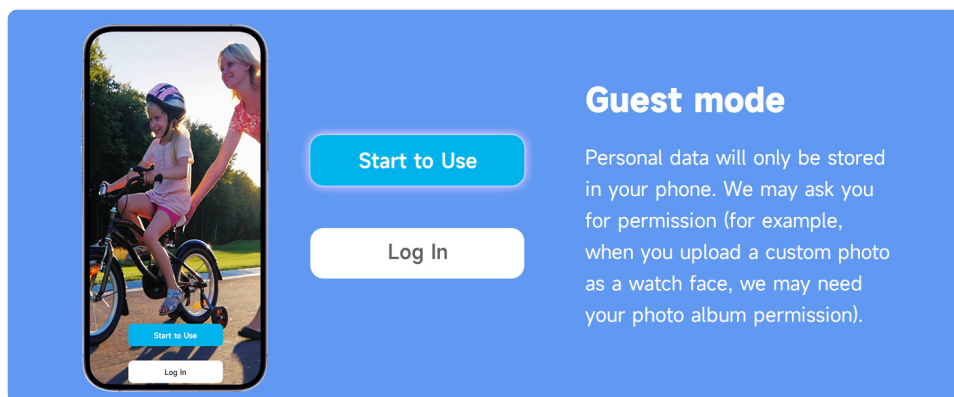 Start to Use
Log In
Start to Use
Log In
Guest mode
Personal data will only be stored
in your phone. We may ask you
for permission (for example,
when you upload a custom photo
as a watch face, we may need
your photo album permission).